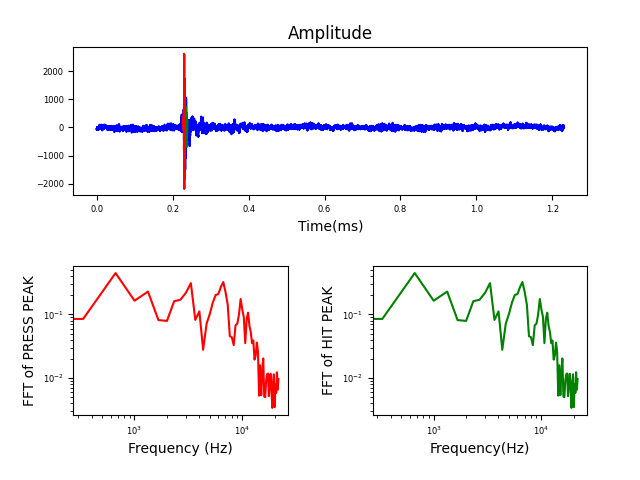 Amplitude
2000
1000
0
−1000
−2000
0.0 0.2 0.4 0.6 0.8 1.0 1.2
Time(ms)
FFT of PRESS PEAK
10⁻¹
10⁻²
10³ 10⁴
Frequency (Hz)
FFT of HIT PEAK
10⁻¹
10⁻²
10³ 10⁴
Frequency(Hz)